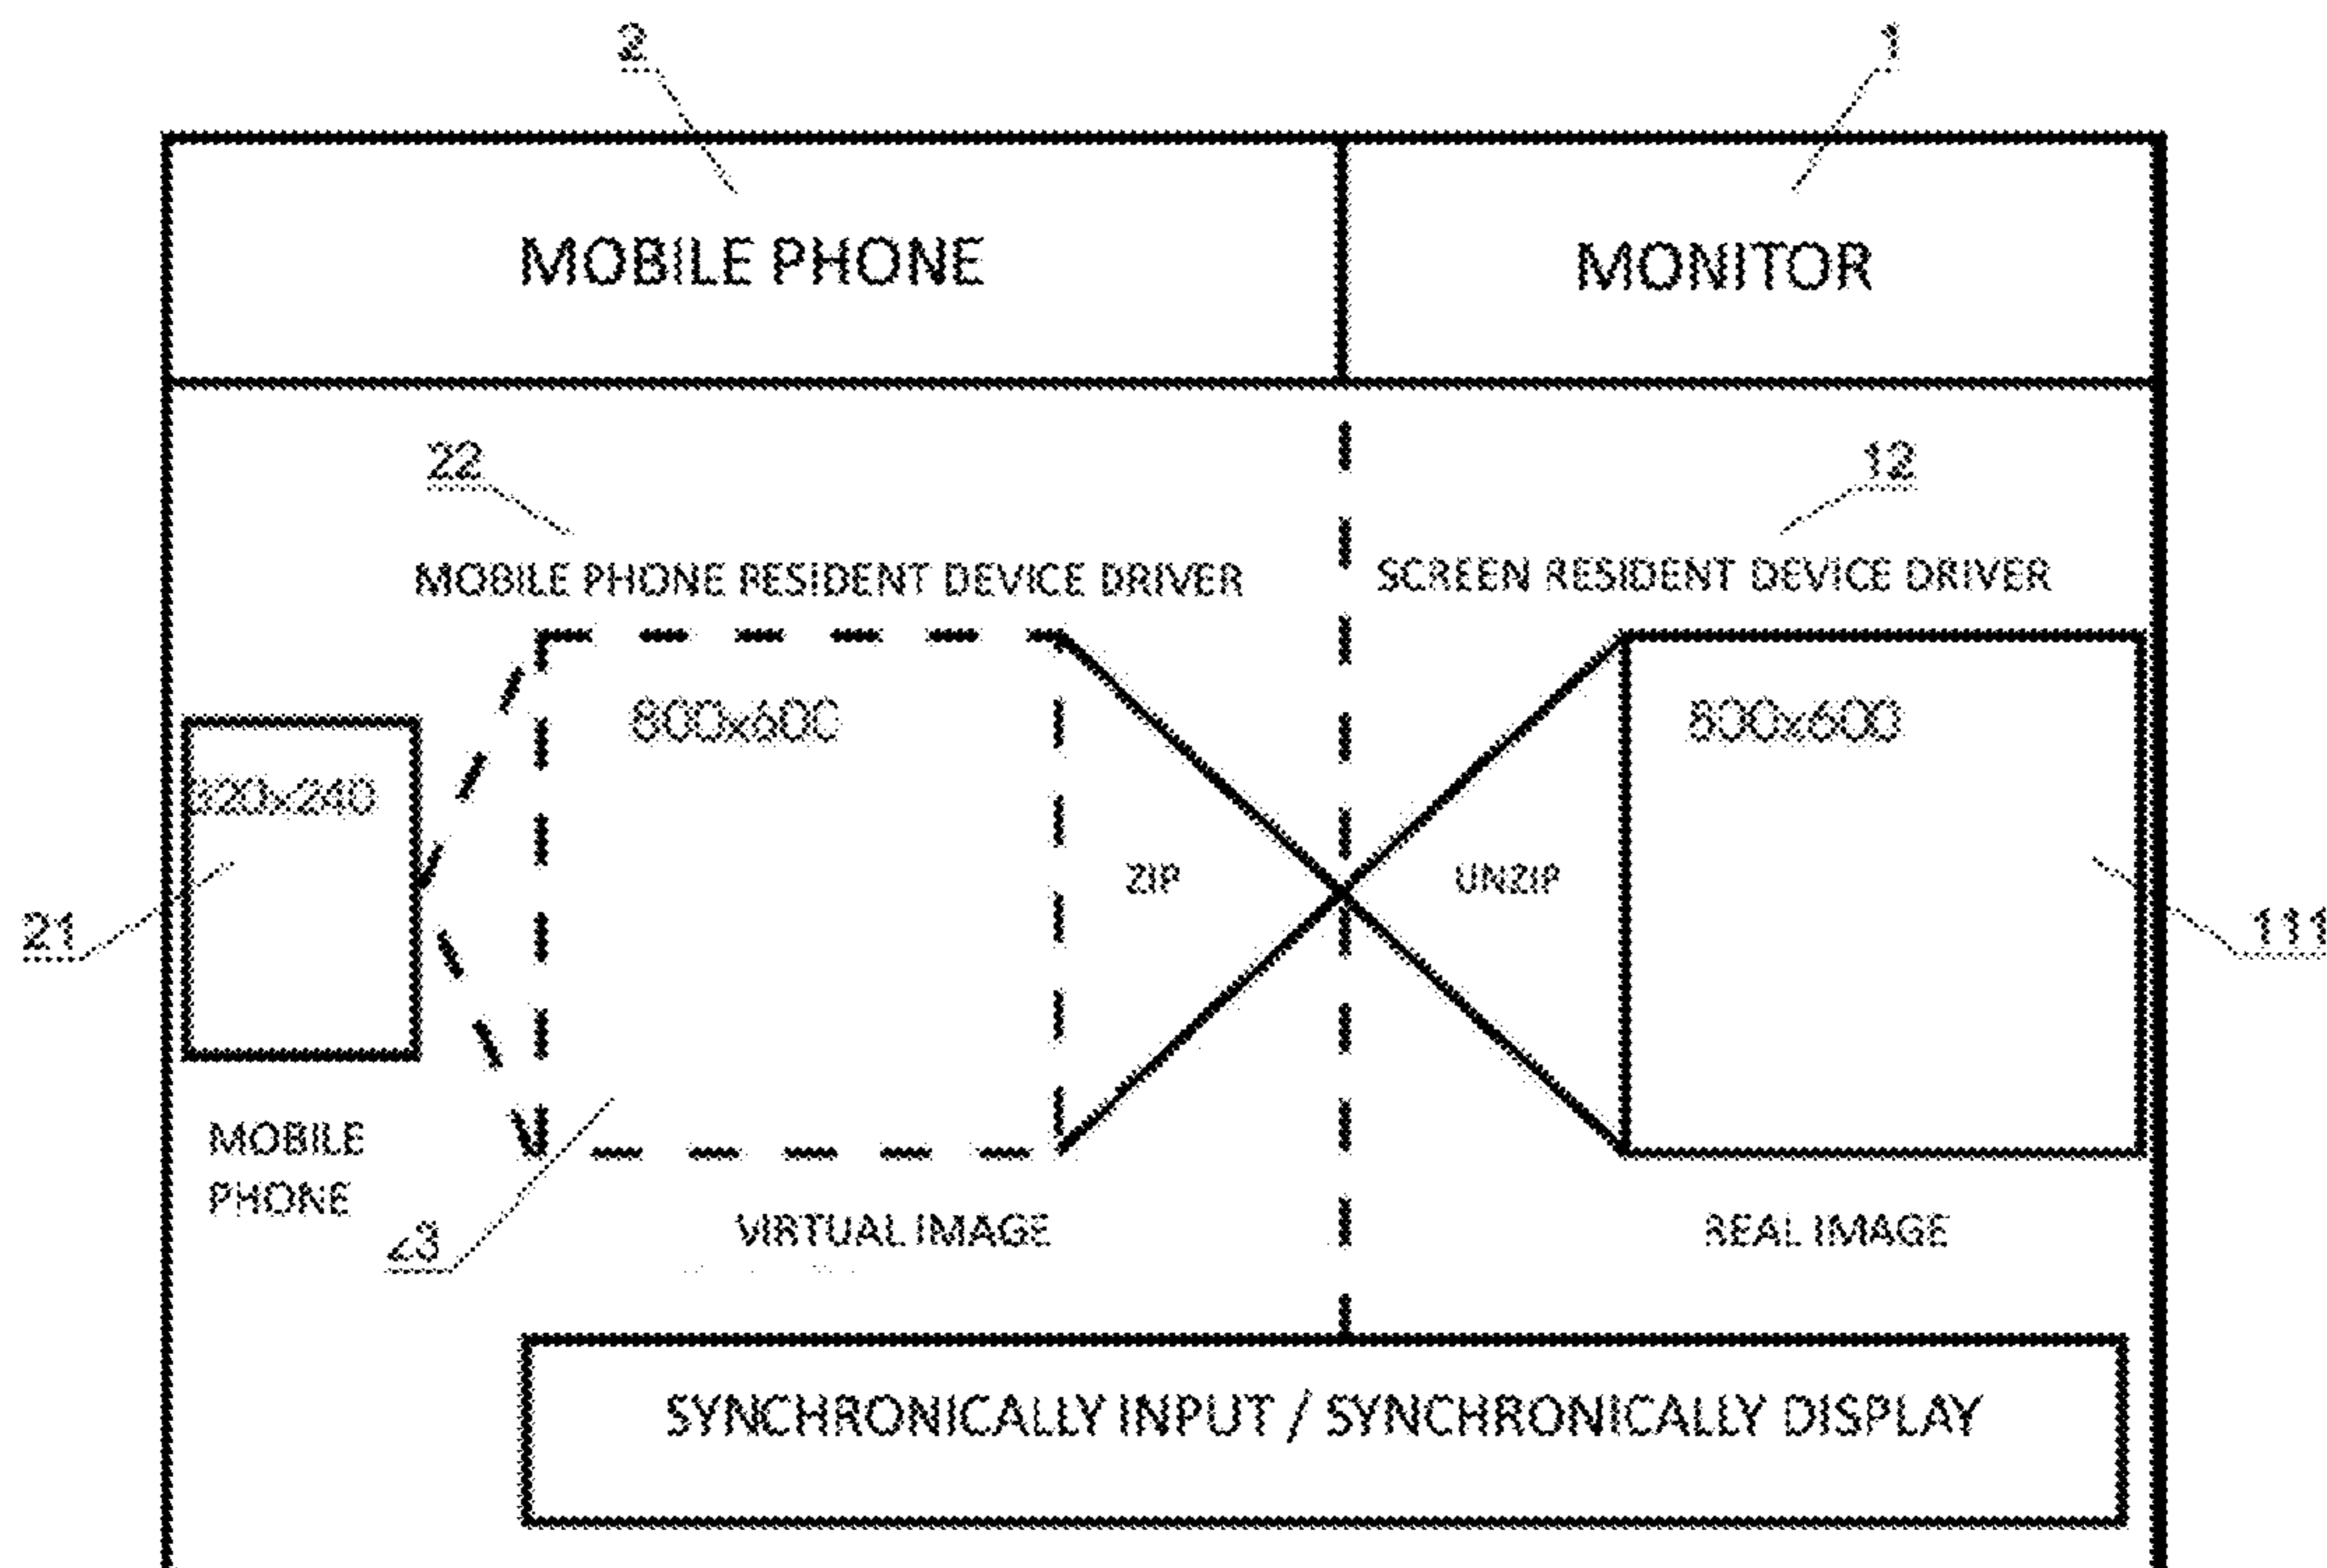 2
1
MOBILE PHONE
MONITOR
22
12
MOBILE PHONE RESIDENT DEVICE DRIVER
SCREEN RESIDENT DEVICE DRIVER
800x600
800x600
320x240
ZIP
UNZIP
21
111
MOBILE
PHONE
23
VIRTUAL IMAGE
REAL IMAGE
SYNCHRONICALLY INPUT / SYNCHRONICALLY DISPLAY